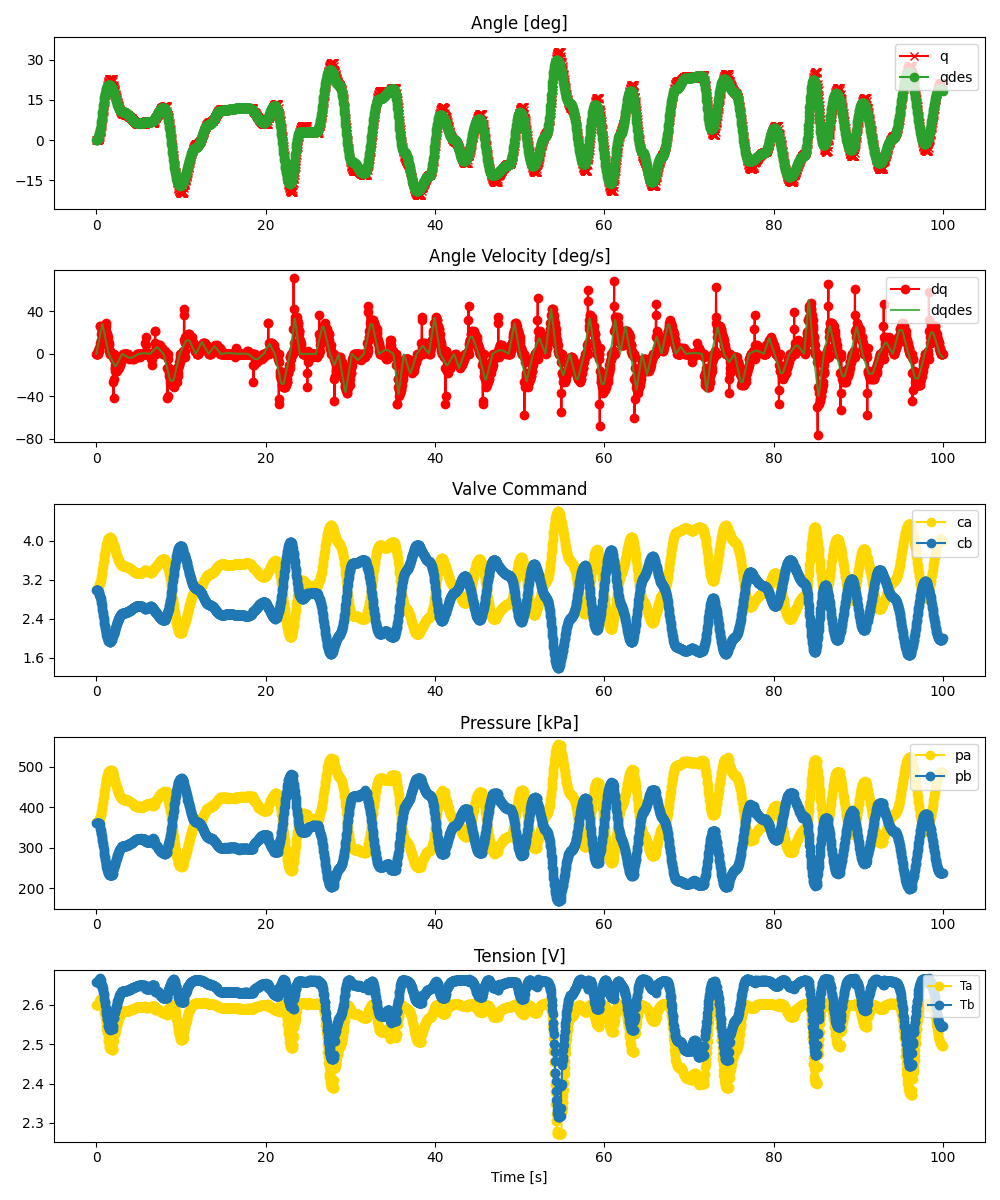 Angle [deg]
30
15
0
−15
q
qdes
0 20 40 60 80 100
Angle Velocity [deg/s]
40
0
−40
−80
dq
dqdes
0 20 40 60 80 100
Valve Command
4.0
3.2
2.4
1.6
ca
cb
0 20 40 60 80 100
Pressure [kPa]
500
400
300
200
pa
pb
0 20 40 60 80 100
Tension [V]
2.6
2.5
2.4
2.3
Ta
Tb
0 20 40 60 80 100
Time [s]